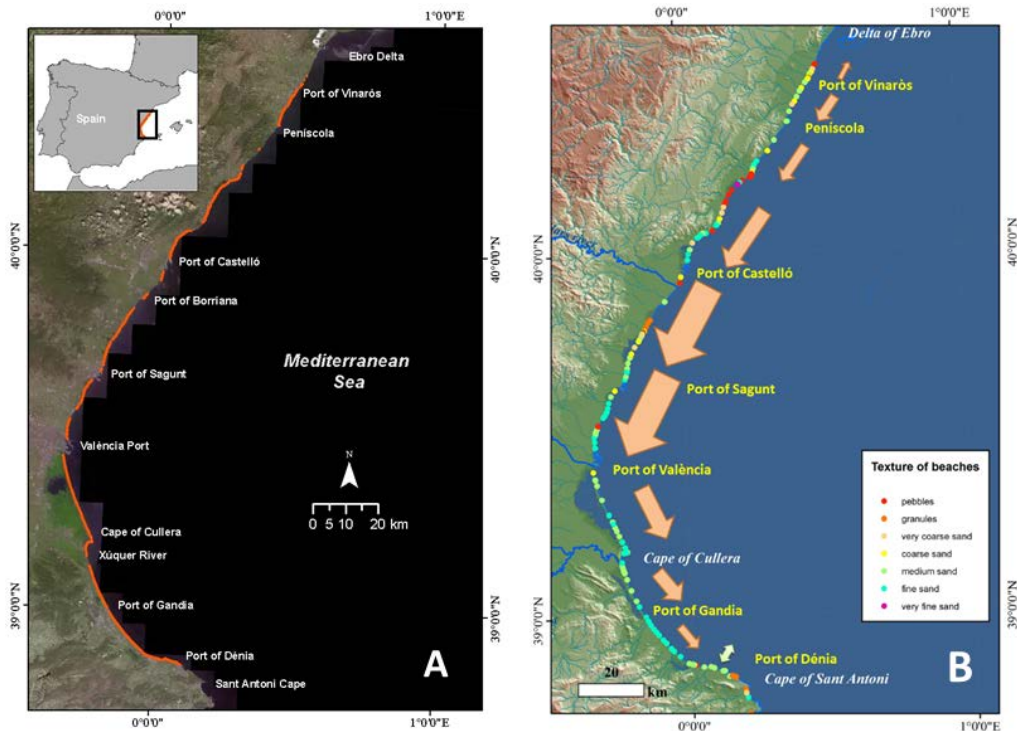 0°0'0"
1°0'0"E
Spain
Ebro Delta
Port of Vinaròs
Peníscola
40°0'0"N
Port of Castelló
Port of Borriana
Port of Sagunt
Mediterranean
Sea
València Port
N
0 5 10 20 km
Cape of Cullera
Xúquer River
39°0'0"N
Port of Gandia
Port of Dénia
Sant Antoni Cape
A
0°0'0"
1°0'0"E
0°0'0"
1°0'0"E
Delta of Ebro
Port of Vinaròs
Peníscola
40°0'0"N
Port of Castelló
Port of Sagunt
Port of València
Texture of beaches
pebbles
granules
very coarse sand
coarse sand
medium sand
fine sand
very fine sand
Cape of Cullera
Port of Gandia
39°0'0"N
Port of Dénia
Cape of Sant Antoni
20
km
B
0°0'0"
1°0'0"E